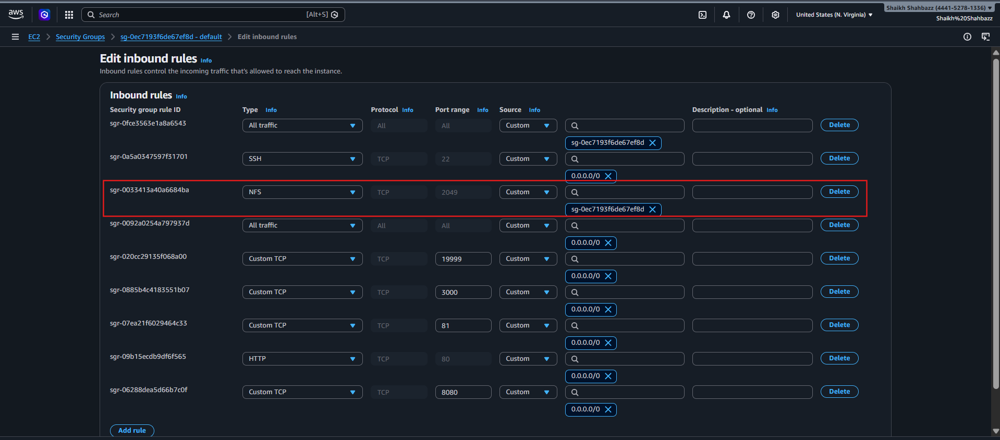 aws
Search [Alt+S]
United States (N. Virginia)
Shaikh Shahbazz (4441-5278-1336)
Shaikh%20Shahbazz
EC2 Security Groups sg-0ec7193f6de67ef8d - default Edit inbound rules
Edit inbound rules Info
Inbound rules control the incoming traffic that's allowed to reach the instance.
Inbound rules Info
Security group rule ID Type Info Protocol Info Port range Info Source Info Description - optional Info
sgr-0fce3563e1a8a6543 All traffic All All Custom Delete
sg-0ec7193f6de67ef8d
sgr-0a5a0347597f31701 SSH TCP 22 Custom Delete
0.0.0.0/0
sgr-0033413a40a6684ba NFS TCP 2049 Custom Delete
sg-0ec7193f6de67ef8d
sgr-0092a0254a797937d All traffic All All Custom Delete
0.0.0.0/0
sgr-020cc29135f068a00 Custom TCP TCP 19999 Custom Delete
0.0.0.0/0
sgr-0885b4c4183551b07 Custom TCP TCP 3000 Custom Delete
0.0.0.0/0
sgr-07ea21f6029464c33 Custom TCP TCP 81 Custom Delete
0.0.0.0/0
sgr-09b15ecdb9df6f565 HTTP TCP 80 Custom Delete
0.0.0.0/0
sgr-06288dea5d66b7c0f Custom TCP TCP 8080 Custom Delete
0.0.0.0/0
Add rule